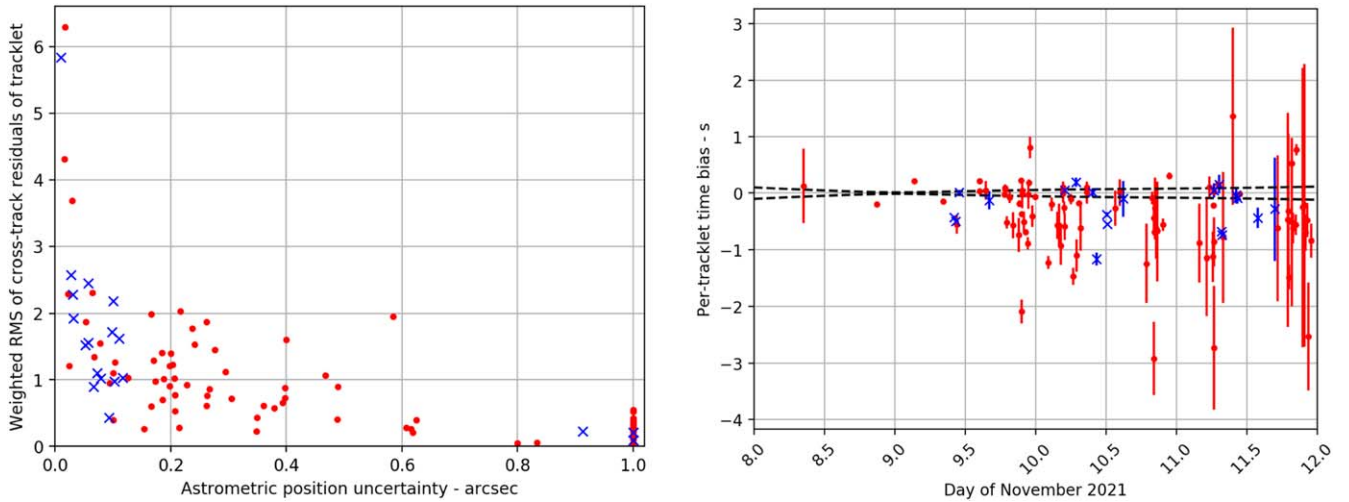 Weighted RMS of cross-track residuals of tracklet
6
5
4
3
2
1
0
0.0 0.2 0.4 0.6 0.8 1.0
Astrometric position uncertainty - arcsec
Per-tracklet time bias - s
3
2
1
0
−1
−2
−3
−4
8.0 8.5 9.0 9.5 10.0 10.5 11.0 11.5 12.0
Day of November 2021